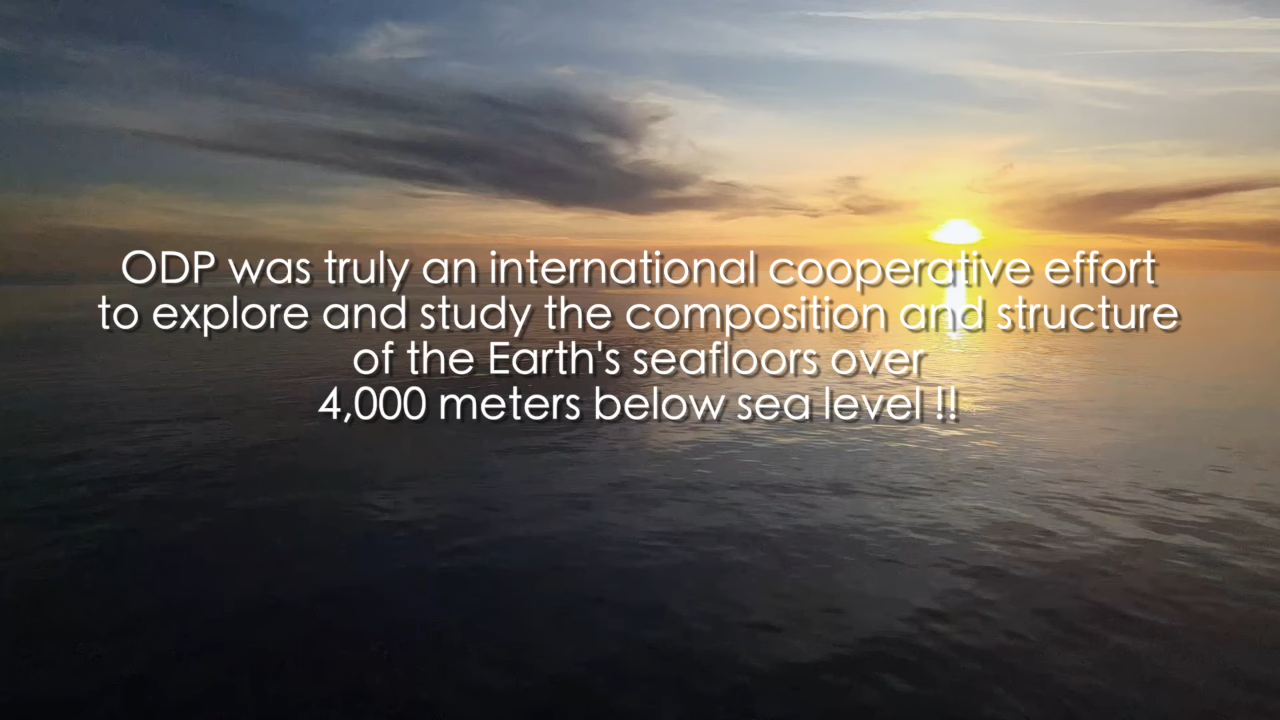 ODP was truly an international cooperative effort
to explore and study the composition and structure
of the Earth's seafloors over
4,000 meters below sea level !!